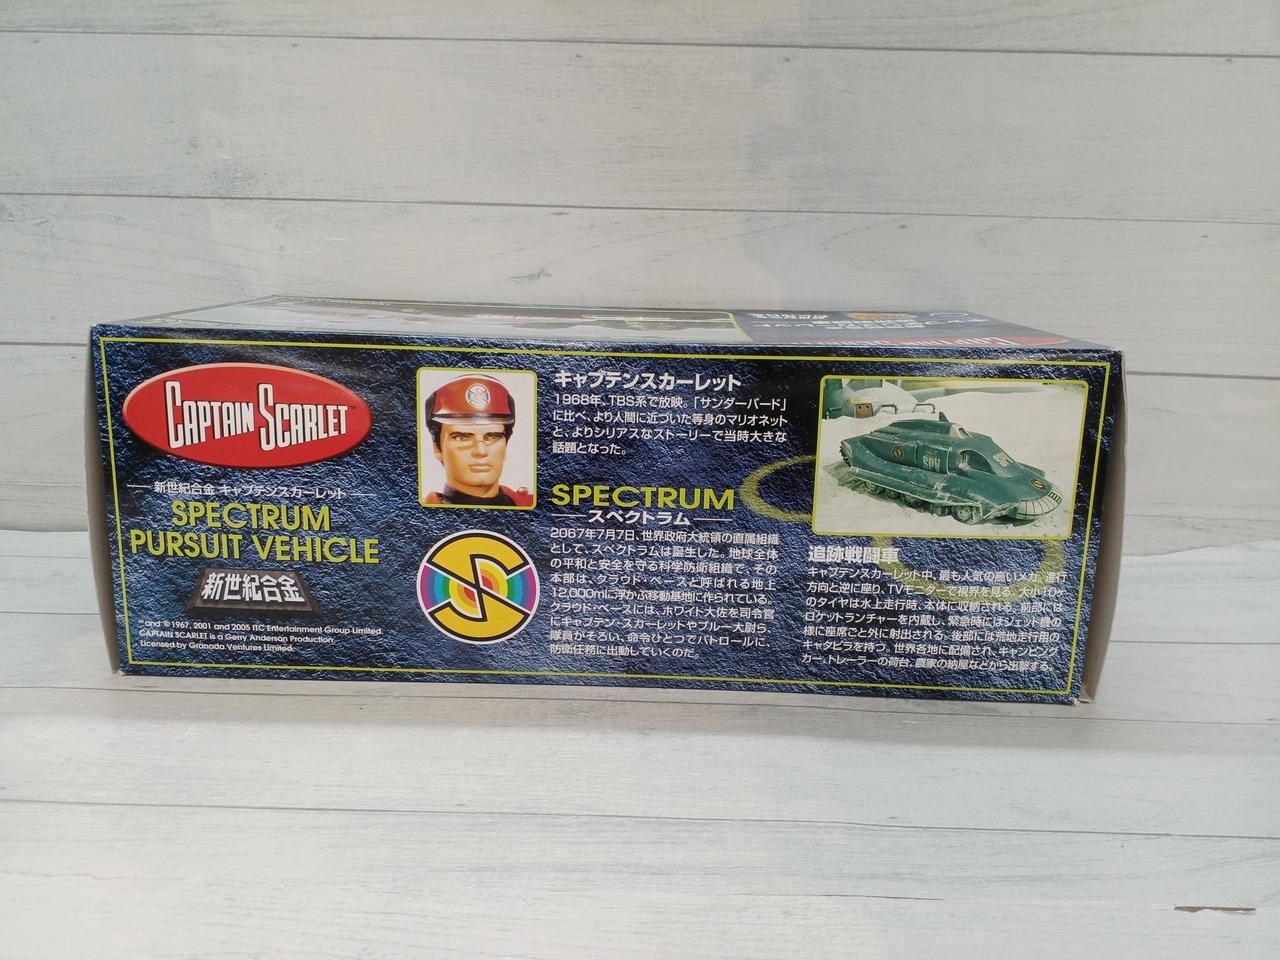 CAPTAIN SCARLET™
新世紀合金 キャプテンスカーレット
SPECTRUM
PURSUIT VEHICLE
新世紀合金
™and © 1967, 2001 and 2005 ITC Entertainment Group Limited.
CAPTAIN SCARLET is a Gerry Anderson Production.
Licensed by Granada Ventures Limited.
キャプテンスカーレット
1968年、TBS系で放映。「サンダーバード」
に比べ、より人間に近づいた等身のマリオネット
と、よりシリアスなストーリーで当時大きな
話題となった。
SPECTRUM
スペクトラム
2067年7月7日、世界政府大統領の直属組織
として、スペクトラムは誕生した。地球全体
の平和と安全を守る科学防衛組織で、その
本部は、クラウド・ベースと呼ばれる地上
12,000mに浮かぶ移動基地に作られている。
クラウド・ベースには、ホワイト大佐を司令官
にキャプテン・スカーレットやブルー大尉ら、
隊員がそろい、命令ひとつでパトロールに、
防衛任務に出動していくのだ。
追跡戦闘車
キャプテンスカーレット中、最も人気の高いメカ。進行
方向と逆に座り、TVモニターで視界を見る。大小10ヶ
のタイヤは水上走行時、本体に収納される。前部には
ロケットランチャーを内蔵し、緊急時にはジェット機の
様に座席ごと外に射出される。後部には荒地走行用の
キャタピラを持つ。世界各地に配備され、キャンピング
カー、トレーラーの荷台、農家の納屋などから出撃する。